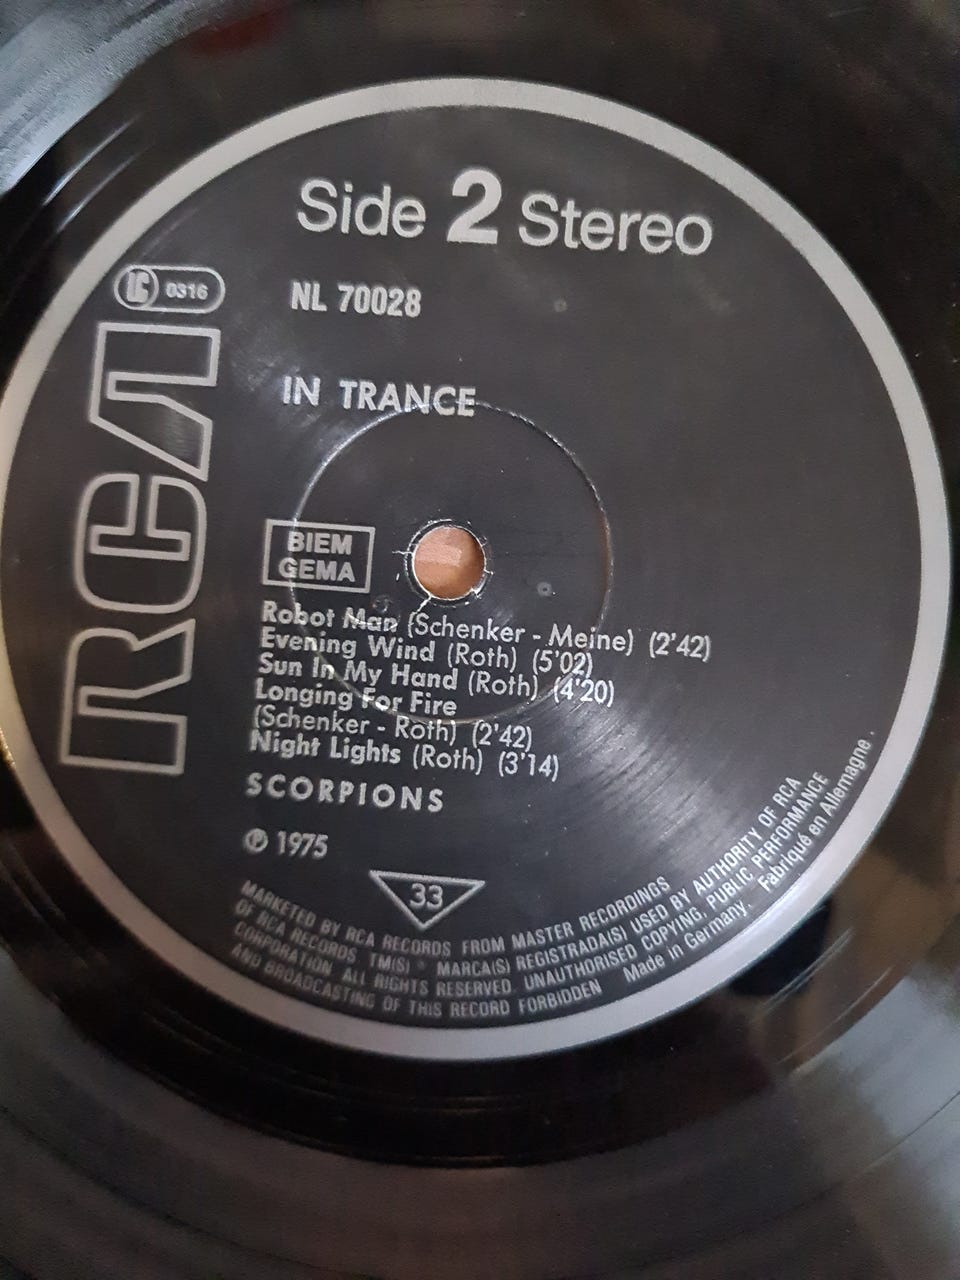 Side 2 Stereo
LC 0316
NL 70028
RCA
IN TRANCE
BIEM
GEMA
Robot Man (Schenker - Meine) (2'42)
Evening Wind (Roth) (5'02)
Sun In My Hand (Roth) (4'20)
Longing For Fire
(Schenker - Roth) (2'42)
Night Lights (Roth) (3'14)
SCORPIONS
℗ 1975
33
MARKETED BY RCA RECORDS FROM MASTER RECORDINGS
OF RCA RECORDS. TM(S) ® MARCA(S) REGISTRADA(S) USED BY AUTHORITY OF RCA
CORPORATION. ALL RIGHTS RESERVED. UNAUTHORISED COPYING, PUBLIC PERFORMANCE
AND BROADCASTING OF THIS RECORD FORBIDDEN Made in Germany. Fabriqué en Allemagne.